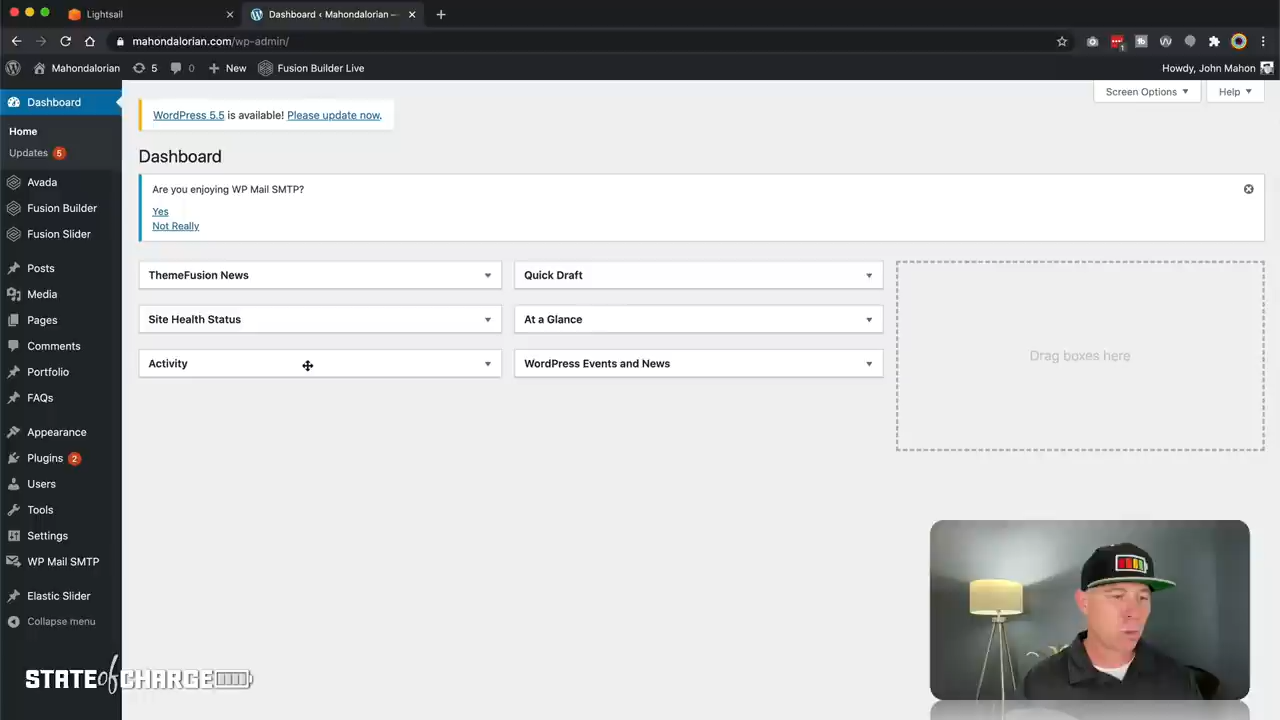 Lightsail
Dashboard ‹ Mahondalorian —
mahondalorian.com/wp-admin/
1
Mahondalorian 5 0 New Fusion Builder Live
Howdy, John Mahon
Dashboard
Home
Updates 5
Avada
Fusion Builder
Fusion Slider
Posts
Media
Pages
Comments
Portfolio
FAQs
Appearance
Plugins 2
Users
Tools
Settings
WP Mail SMTP
Elastic Slider
Collapse menu
Screen Options
Help
WordPress 5.5 is available! Please update now.
Dashboard
Are you enjoying WP Mail SMTP?
Yes
Not Really
ThemeFusion News
Quick Draft
Site Health Status
At a Glance
Activity
WordPress Events and News
Drag boxes here
STATE of CHARGE